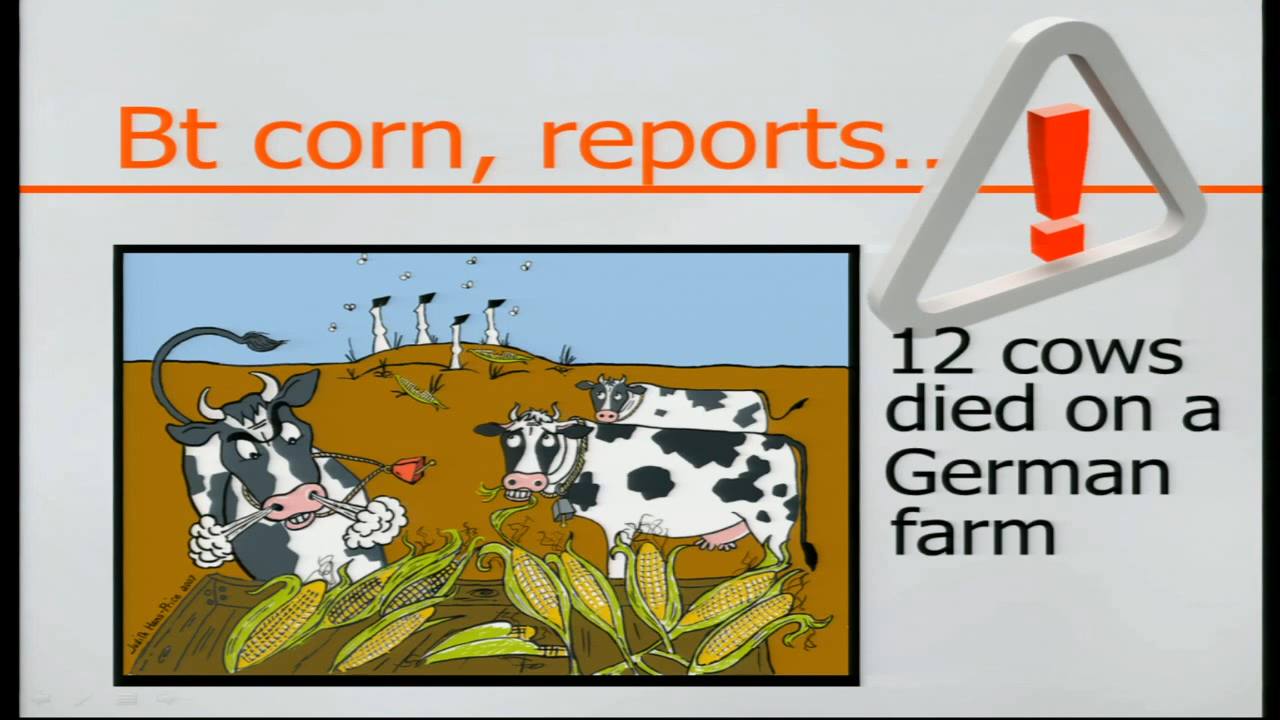 Bt corn, reports..
12 cows
died on a
German
farm